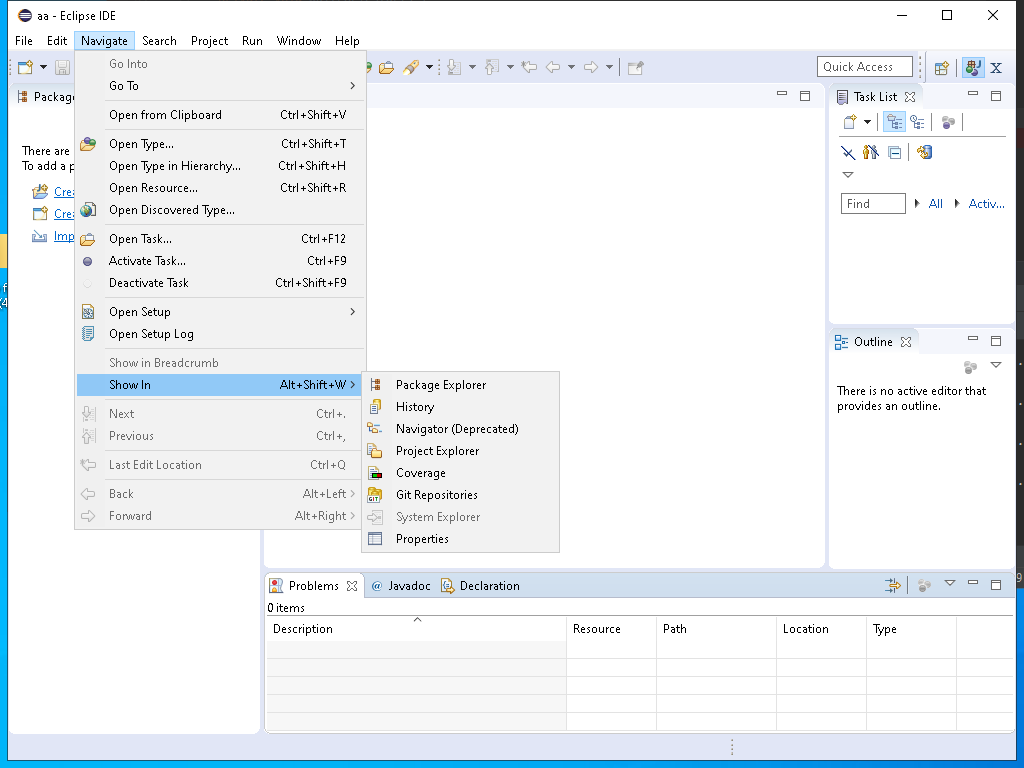 aa - Eclipse IDE
File Edit Navigate Search Project Run Window Help
Quick Access
Go Into
Go To
Open from Clipboard Ctrl+Shift+V
Open Type... Ctrl+Shift+T
Open Type in Hierarchy... Ctrl+Shift+H
Open Resource... Ctrl+Shift+R
Open Discovered Type...
Open Task... Ctrl+F12
Activate Task... Ctrl+F9
Deactivate Task Ctrl+Shift+F9
Open Setup
Open Setup Log
Show in Breadcrumb
Show In Alt+Shift+W
Next Ctrl+.
Previous Ctrl+,
Last Edit Location Ctrl+Q
Back Alt+Left
Forward Alt+Right
Package Explorer
History
Navigator (Deprecated)
Project Explorer
Coverage
Git Repositories
GIT
System Explorer
Properties
There are
To add a
Task List
Find All Activ...
Outline
There is no active editor that
provides an outline.
Problems @ Javadoc Declaration
0 items
Description Resource Path Location Type